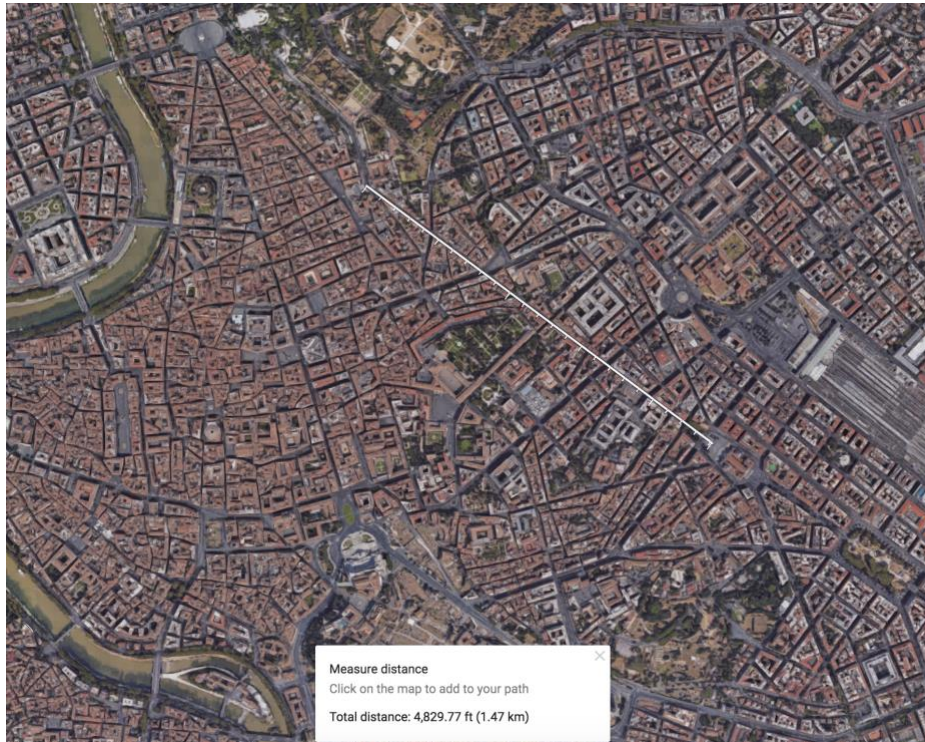 Measure distance
Click on the map to add to your path
Total distance: 4,829.77 ft (1.47 km)